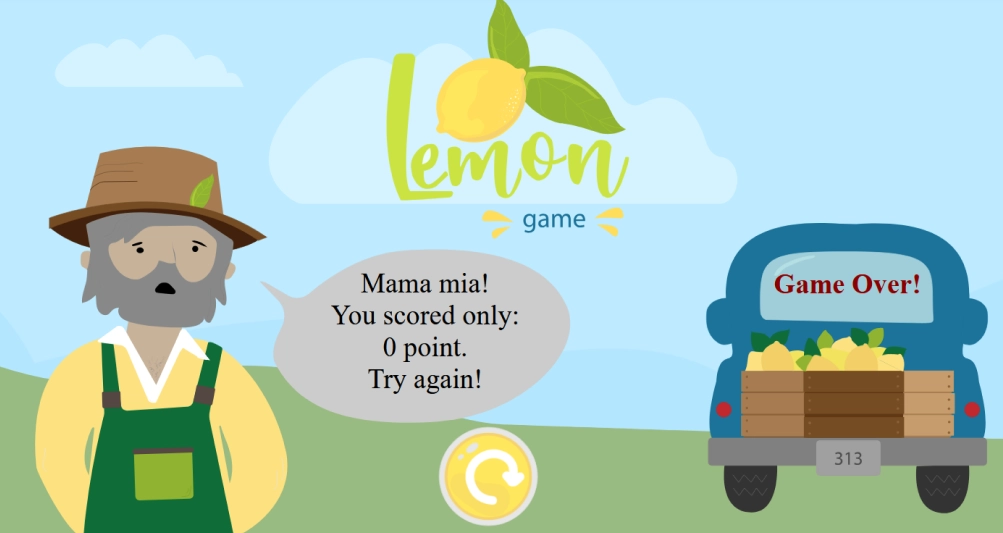 Lemon
game
Mama mia!
You scored only:
0 point.
Try again!
Game Over!
313